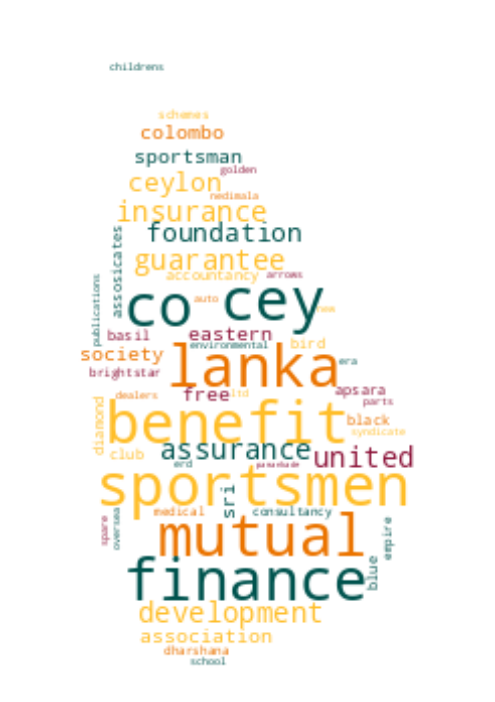 childrens
schemes
colombo
sportsman
golden
ceylon
nedimala
insurance
foundation
assosicates
guarantee
accountancy arrows
publications
co cey
auto
new
basil eastern
environmental bird
society lanka era
brightstar
free ltd apsara
dealers parts
diamond benefit black
syndicate
club assurance united
erd
sportsmen
sri
medical consultancy
spare oversea mutual empire
finance blue
development
association
dharshana
school